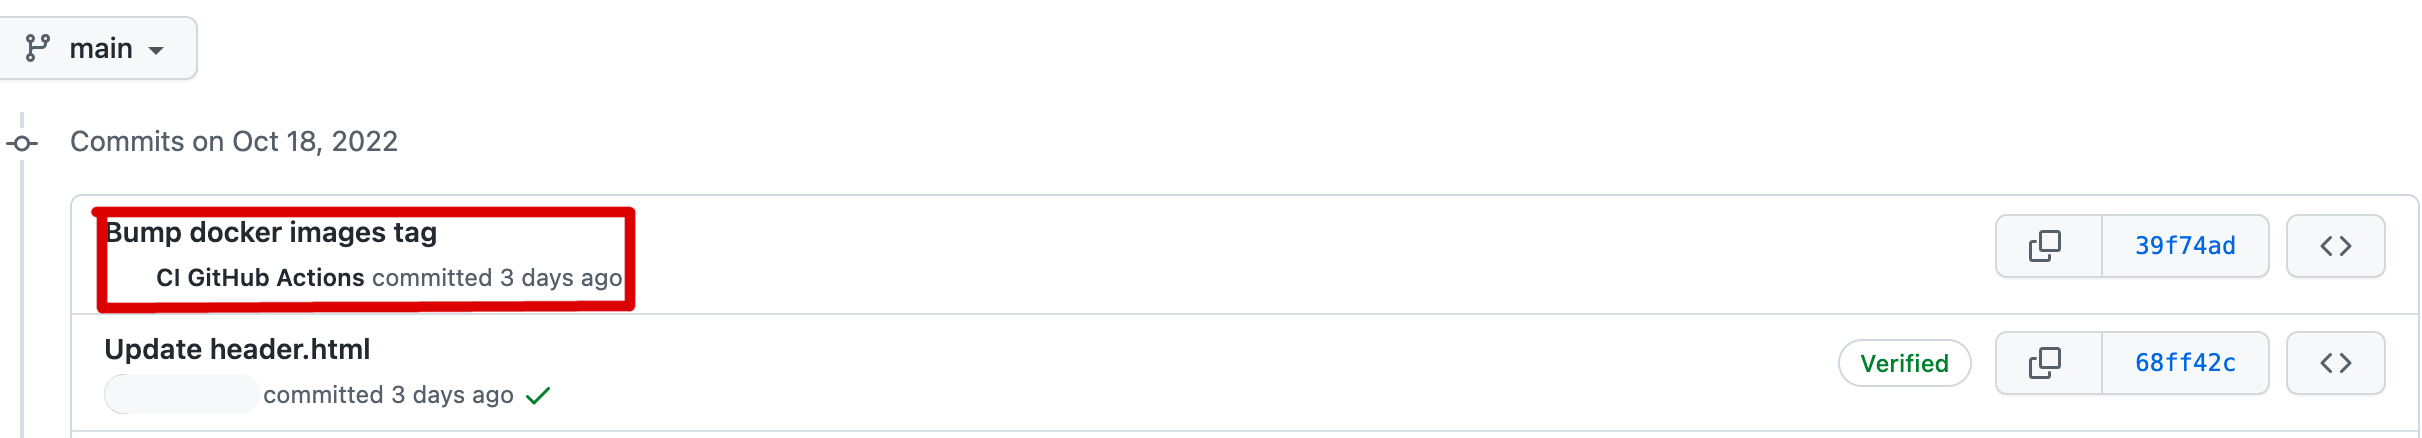 main
Commits on Oct 18, 2022
Bump docker images tag
CI GitHub Actions committed 3 days ago
39f74ad
Update header.html
committed 3 days ago
Verified
68ff42c